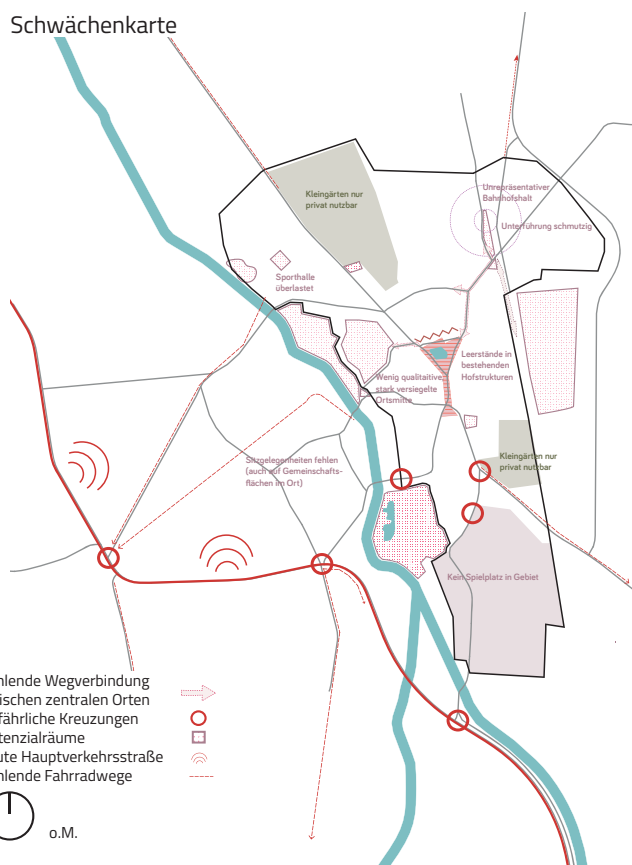 Schwächenkarte
Kleingärten nur
privat nutzbar
Unrepräsentativer
Bahnhofshalt
Unterführung schmutzig
Sporthalle
überlastet
Leerstände in
bestehenden
Hofstrukturen
Wenig qualitaitive,
stark versiegelte
Ortsmitte
Sitzgelegenheiten fehlen
(auch auf Gemeinschafts-
flächen im Ort)
Kleingärten nur
privat nutzbar
Kein Spielplatz in Gebiet
hlende Wegverbindung
ischen zentralen Orten
fährliche Kreuzungen
tenzialräume
ute Hauptverkehrsstraße
hlende Fahrradwege
o.M.